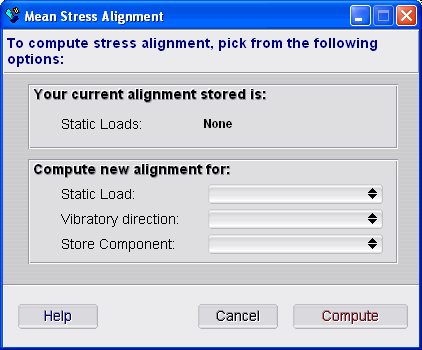 Mean Stress Alignment
To compute stress alignment, pick from the following
options:
Your current alignment stored is:
Static Loads: None
Compute new alignment for:
Static Load:
Vibratory direction:
Store Component:
Help Cancel Compute